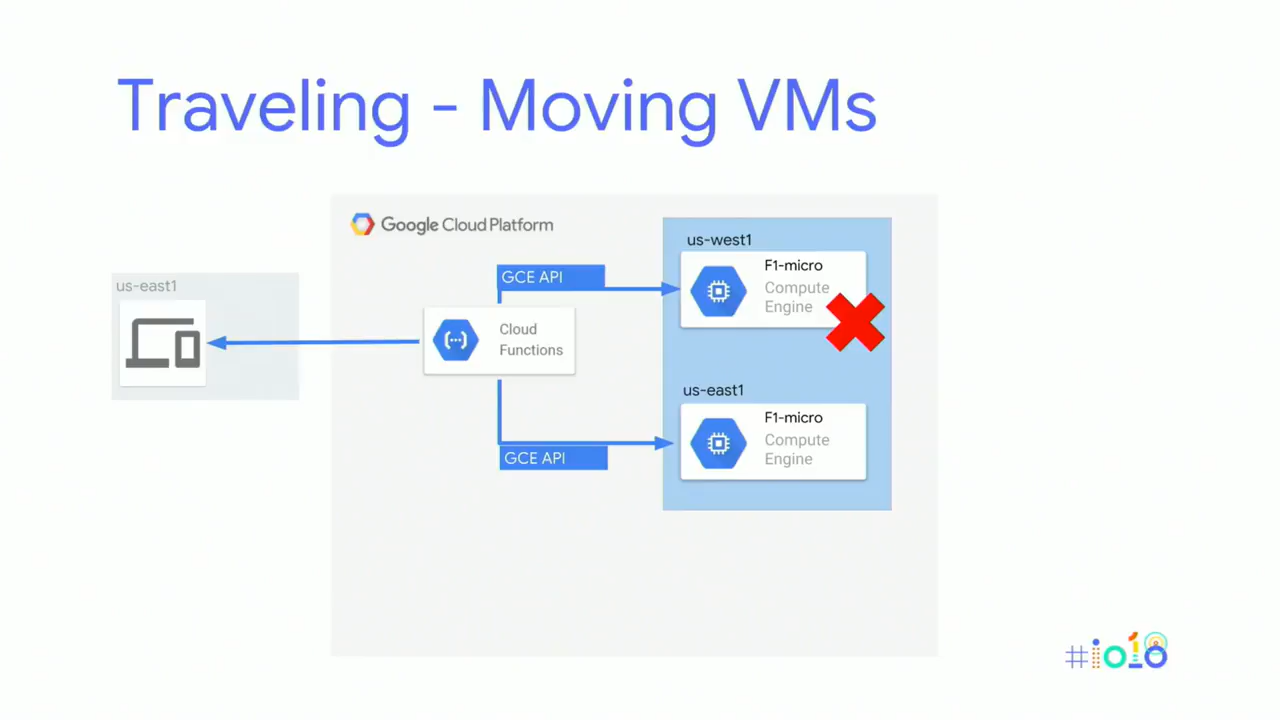 Traveling - Moving VMs
Google Cloud Platform
us-west1
F1-micro
Compute
Engine
GCE API
us-east1
Cloud
Functions
us-east1
F1-micro
Compute
Engine
GCE API
#io18